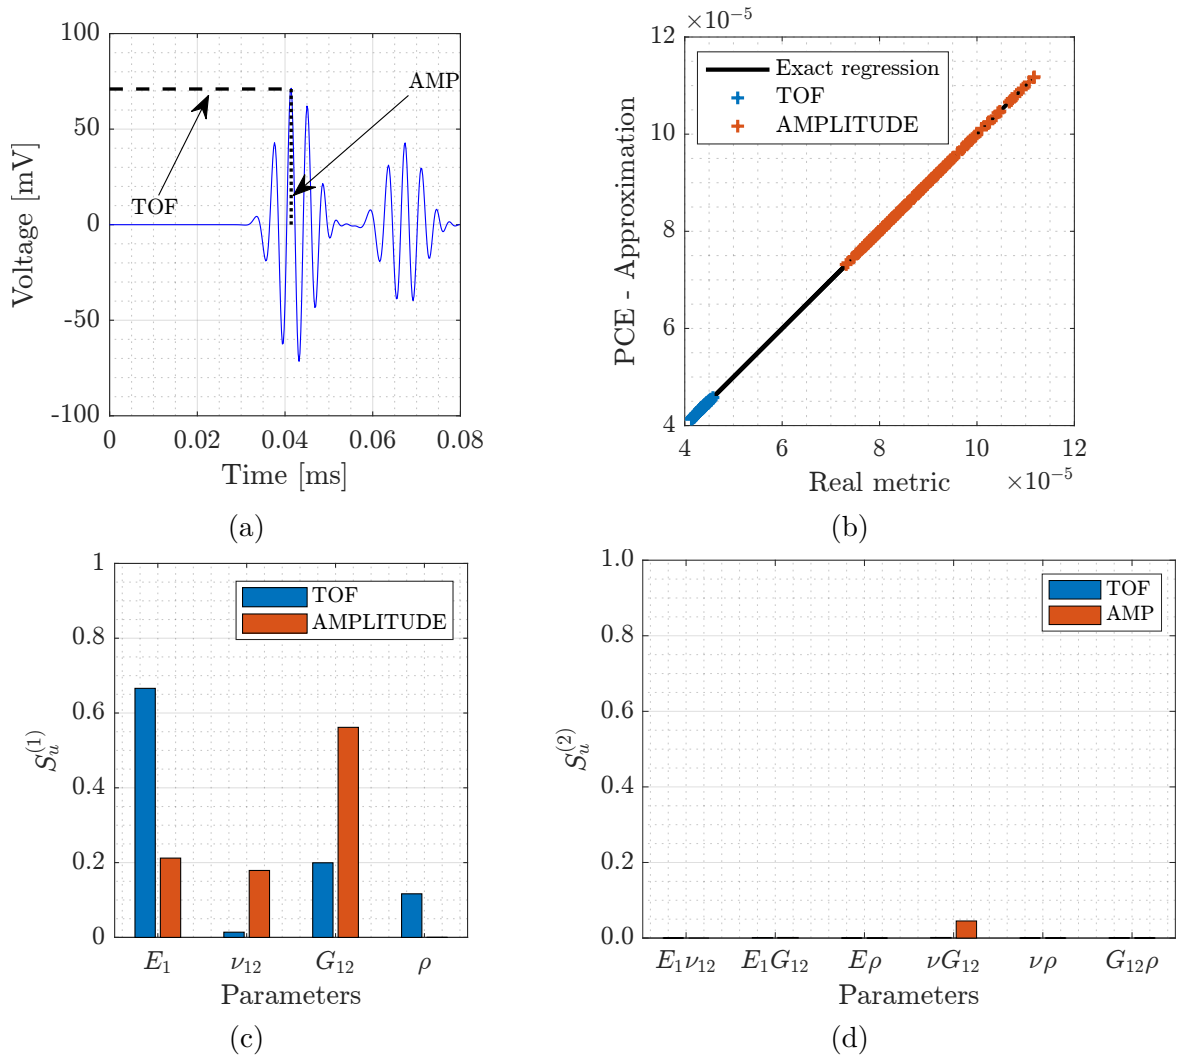 100
50
0
-50
-100
Voltage [mV]
TOF
AMP
0 0.02 0.04 0.06 0.08
Time [ms]
(a)
×10⁻⁵
12
10
8
6
4
PCE - Approximation
Exact regression
TOF
AMPLITUDE
4 6 8 10 12
Real metric ×10⁻⁵
(b)
1
0.8
0.6
0.4
0.2
0
S_u^(1)
TOF
AMPLITUDE
E₁ ν₁₂ G₁₂ ρ
Parameters
(c)
1.0
0.8
0.6
0.4
0.2
0
S_u^(2)
TOF
AMP
E₁ν₁₂ E₁G₁₂ Eρ νG₁₂ νρ G₁₂ρ
Parameters
(d)